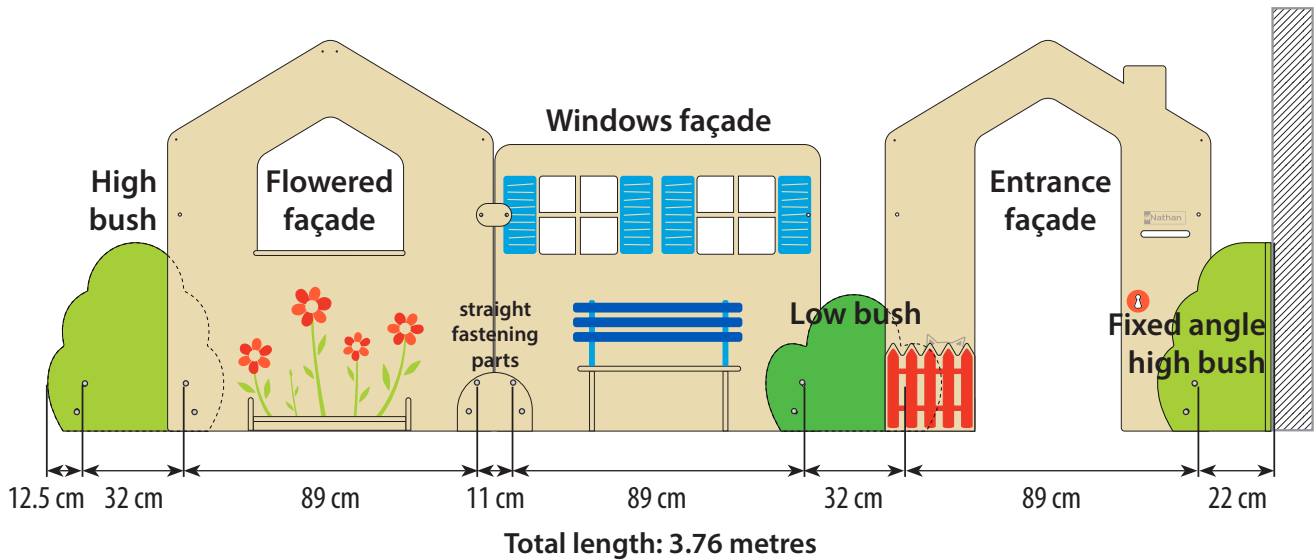 Windows façade
High
bush
Flowered
façade
Entrance
façade
Nathan
straight
fastening
parts
Low bush
Fixed angle
high bush
12.5 cm
32 cm
89 cm
11 cm
89 cm
32 cm
89 cm
22 cm
Total length: 3.76 metres